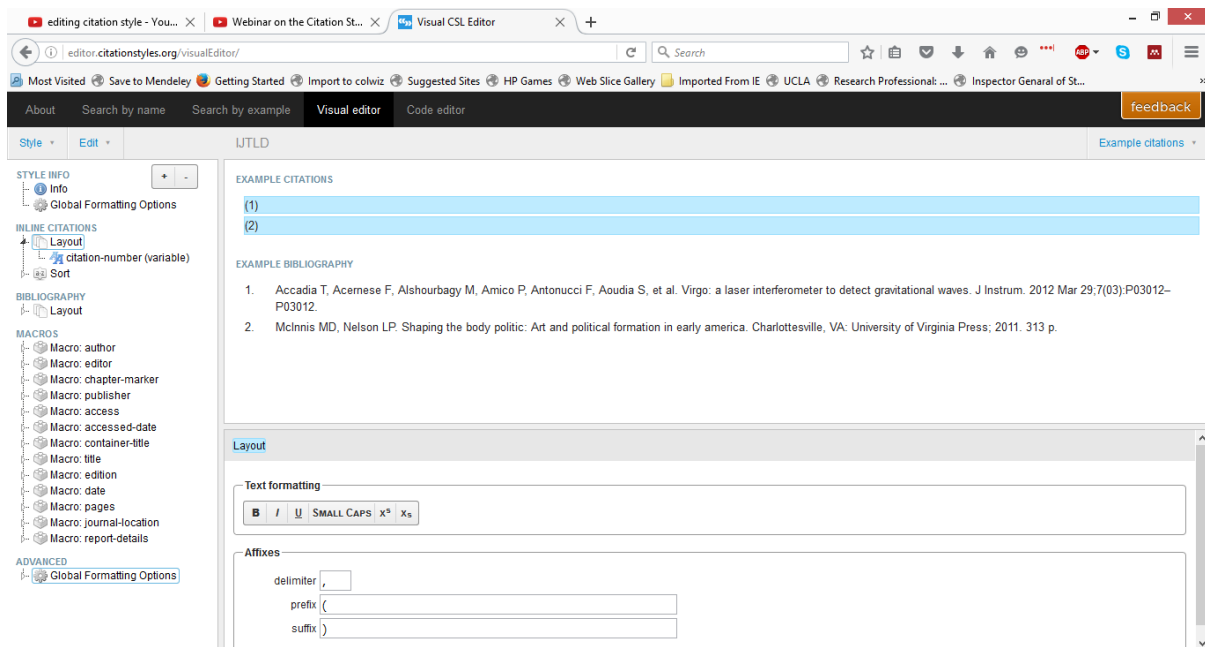 editing citation style - You...
Webinar on the Citation St...
Visual CSL Editor
editor.citationstyles.org/visualEditor/
Search
ABP
Most Visited Save to Mendeley Getting Started Import to colwiz Suggested Sites HP Games Web Slice Gallery Imported From IE UCLA Research Professional: ... Inspector Genaral of St...
About Search by name Search by example Visual editor Code editor feedback
Style Edit IJTLD Example citations
STYLE INFO
+ -
Info
Global Formatting Options
INLINE CITATIONS
Layout
citation-number (variable)
Sort
BIBLIOGRAPHY
Layout
MACROS
Macro: author
Macro: editor
Macro: chapter-marker
Macro: publisher
Macro: access
Macro: accessed-date
Macro: container-title
Macro: title
Macro: edition
Macro: date
Macro: pages
Macro: journal-location
Macro: report-details
ADVANCED
Global Formatting Options
EXAMPLE CITATIONS
(1)
(2)
EXAMPLE BIBLIOGRAPHY
1. Accadia T, Acernese F, Alshourbagy M, Amico P, Antonucci F, Aoudia S, et al. Virgo: a laser interferometer to detect gravitational waves. J Instrum. 2012 Mar 29;7(03):P03012–
P03012.
2. McInnis MD, Nelson LP. Shaping the body politic: Art and political formation in early america. Charlottesville, VA: University of Virginia Press; 2011. 313 p.
Layout
Text formatting
B I U SMALL CAPS Xs Xs
Affixes
delimiter ,
prefix (
suffix )